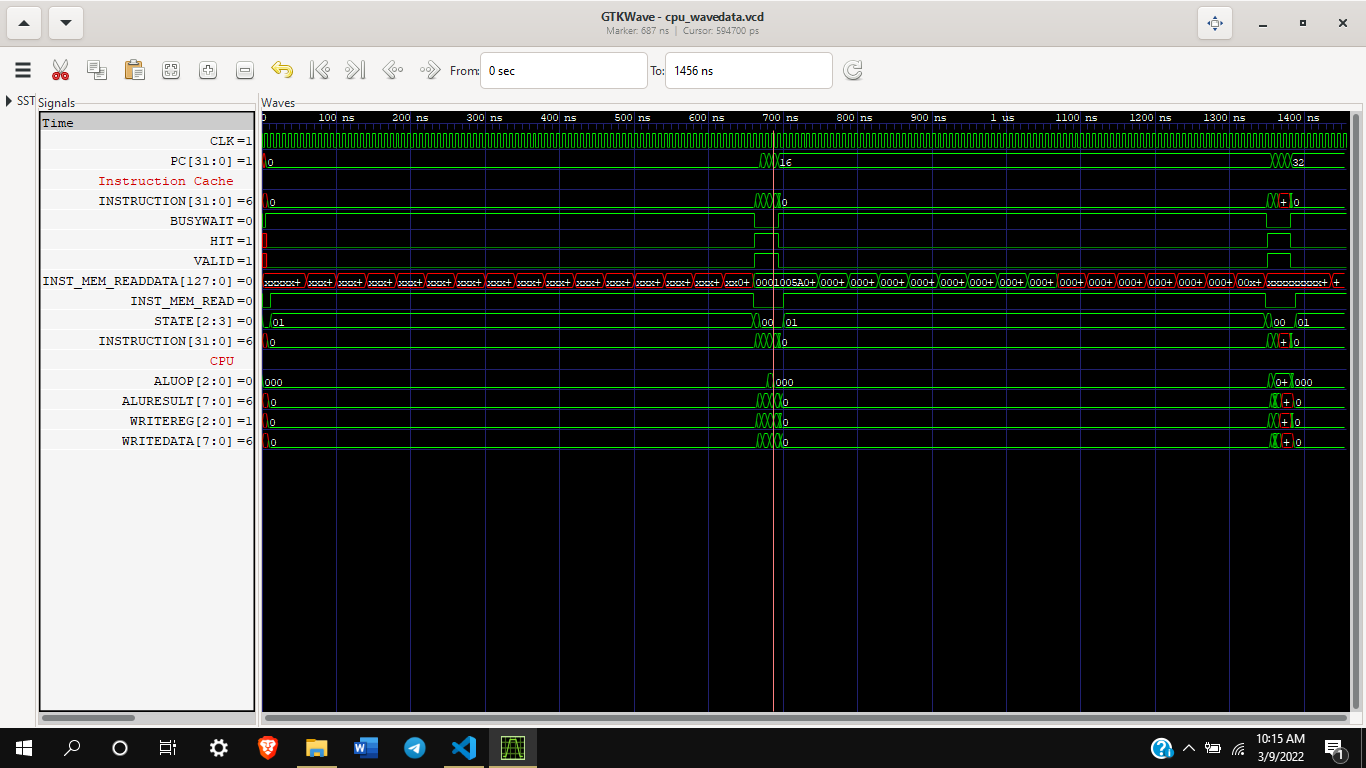 GTKWave - cpu_wavedata.vcd
Marker: 687 ns | Cursor: 594700 ps
From: 0 sec To: 1456 ns
SST Signals Waves
Time 0 100 ns 200 ns 300 ns 400 ns 500 ns 600 ns 700 ns 800 ns 900 ns 1 us 1100 ns 1200 ns 1300 ns 1400 ns
CLK =1
PC[31:0] =1 0 16 32
Instruction Cache
INSTRUCTION[31:0] =6 0 0 + 0
BUSYWAIT =0
HIT =1
VALID =1
INST_MEM_READDATA[127:0] =0 xxxxx+ xxx+ xxx+ xxx+ xxx+ xxx+ xxx+ xxx+ xxx+ xxx+ xxx+ xxx+ xxx+ xxx+ xxx+ xx0+ 0001005A0+ 000+ 000+ 000+ 000+ 000+ 000+ 000+ 000+ 000+ 000+ 000+ 000+ 000+ 000+ 00x+ xxxxxxxxxx+ +
INST_MEM_READ =0
STATE[2:3] =0 01 00 01 00 01
INSTRUCTION[31:0] =6 0 0 + 0
CPU
ALUOP[2:0] =0 000 000 0+ 000
ALURESULT[7:0] =6 0 0 + 0
WRITEREG[2:0] =1 0 0 + 0
WRITEDATA[7:0] =6 0 0 + 0
10:15 AM
3/9/2022
1